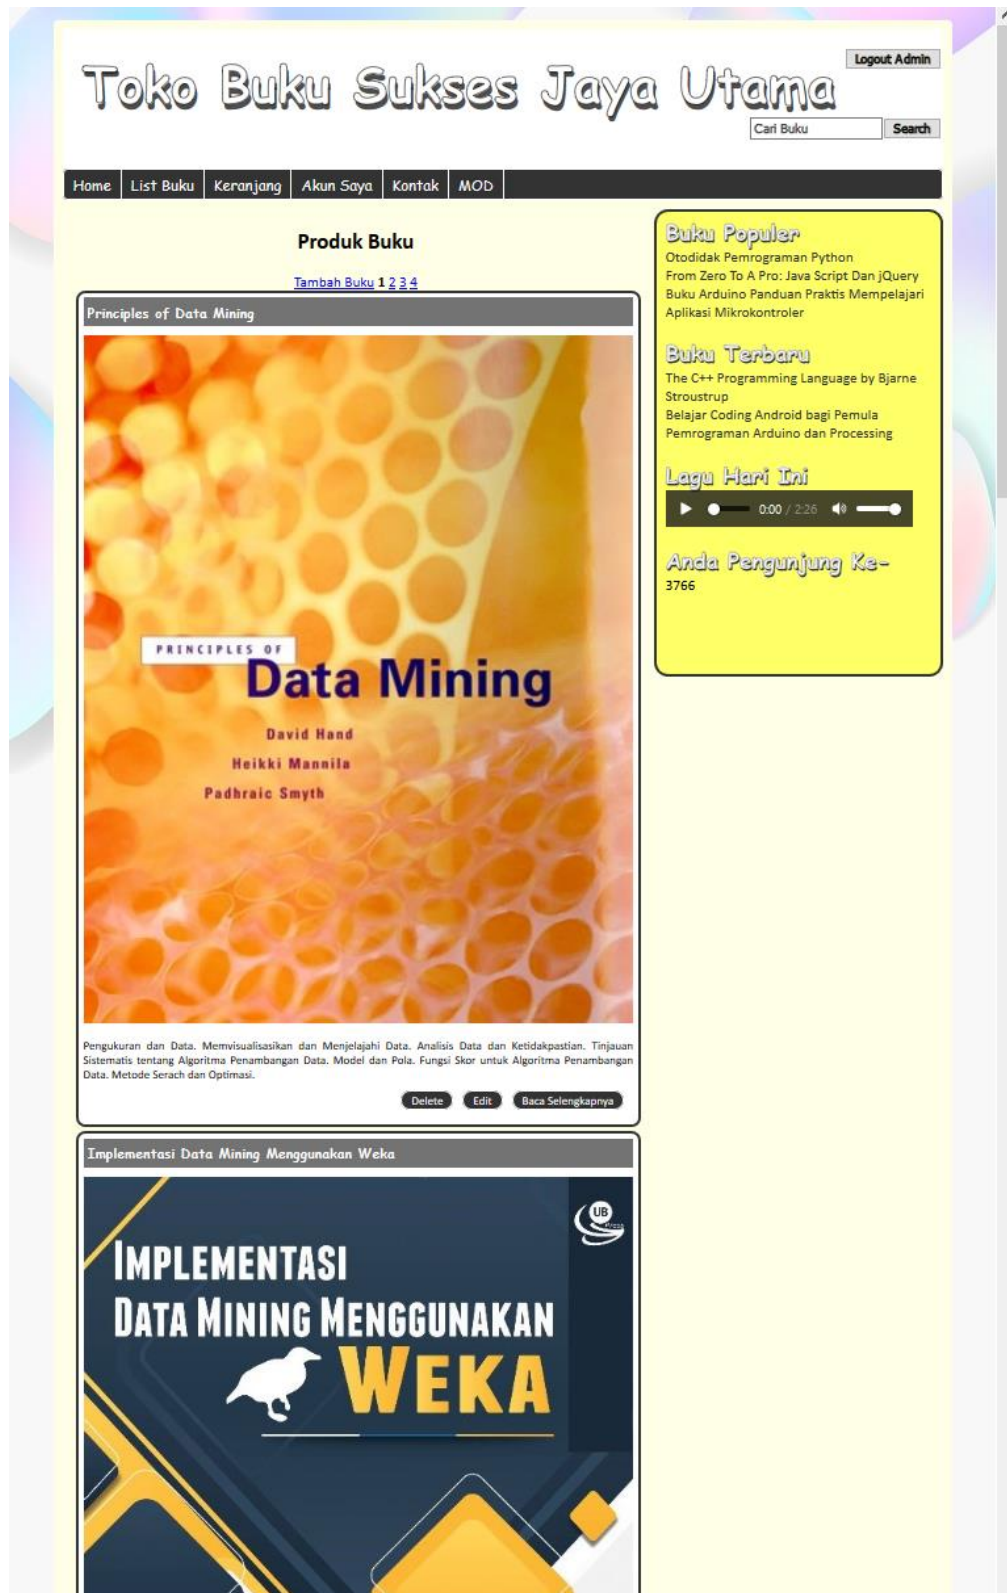 Toko Buku Sukses Jaya Utama
Logout Admin
Cari Buku
Search
Home List Buku Keranjang Akun Saya Kontak MOD
Produk Buku
Tambah Buku 1 2 3 4
Principles of Data Mining
PRINCIPLES OF
Data Mining
David Hand
Heikki Mannila
Padhraic Smyth
Pengukuran dan Data. Memvisualisasikan dan Menjelajahi Data. Analisis Data dan Ketidakpastian. Tinjauan
Sistematis tentang Algoritma Penambangan Data. Model dan Pola. Fungsi Skor untuk Algoritma Penambangan
Data. Metode Serach dan Optimasi.
Delete Edit Baca Selengkapnya
Implementasi Data Mining Menggunakan Weka
UB
Press
IMPLEMENTASI
DATA MINING MENGGUNAKAN
WEKA
Buku Populer
Otodidak Pemrograman Python
From Zero To A Pro: Java Script Dan jQuery
Buku Arduino Panduan Praktis Mempelajari
Aplikasi Mikrokontroler
Buku Terbaru
The C++ Programming Language by Bjarne
Stroustrup
Belajar Coding Android bagi Pemula
Pemrograman Arduino dan Processing
Lagu Hari Ini
0:00 / 2:26
Anda Pengunjung Ke-
3766